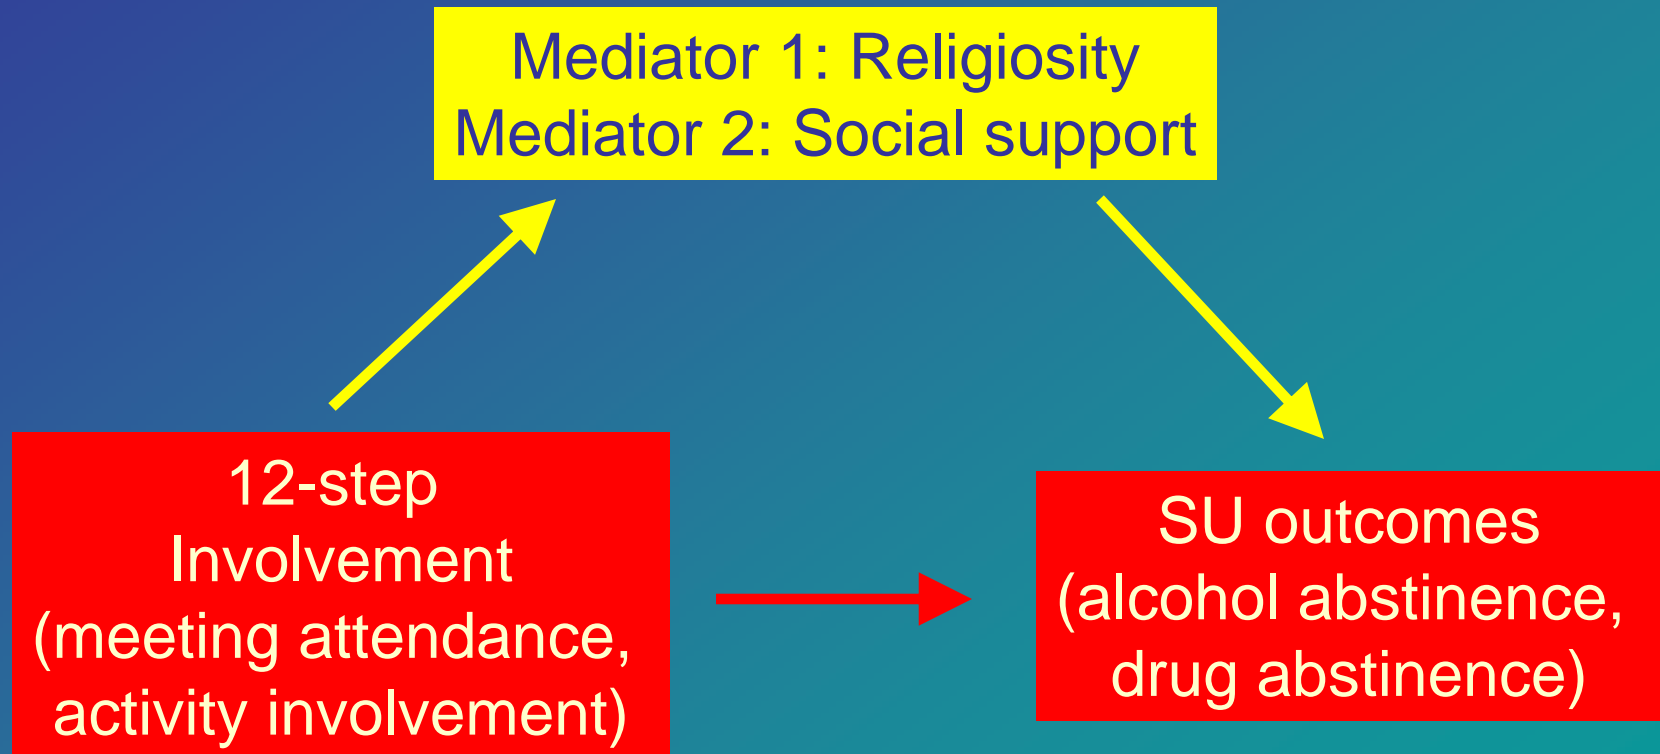 Mediator 1: Religiosity
Mediator 2: Social support
12-step
Involvement
(meeting attendance,
activity involvement)
SU outcomes
(alcohol abstinence,
drug abstinence)